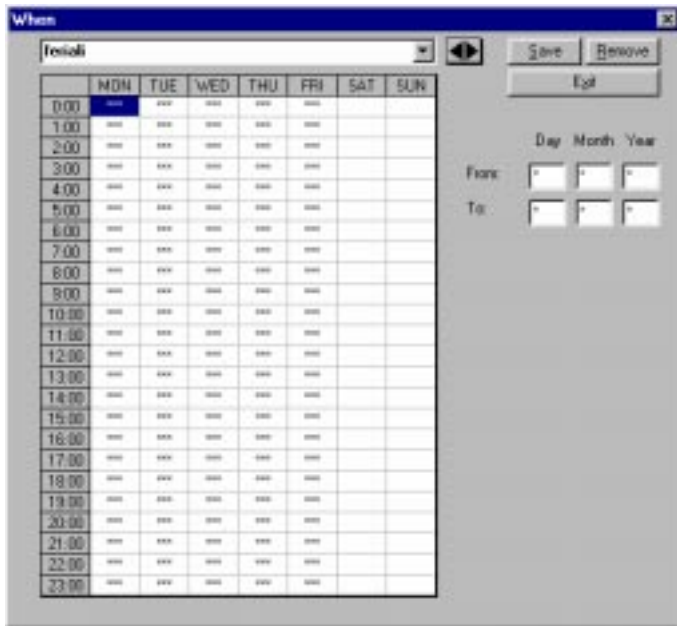 When
feriali
Save Remove
Exit
MON TUE WED THU FRI SAT SUN
Day Month Year
From: * * *
To: * * *
0:00 *** *** *** *** ***
1:00 *** *** *** *** ***
2:00 *** *** *** *** ***
3:00 *** *** *** *** ***
4:00 *** *** *** *** ***
5:00 *** *** *** *** ***
6:00 *** *** *** *** ***
7:00 *** *** *** *** ***
8:00 *** *** *** *** ***
9:00 *** *** *** *** ***
10:00 *** *** *** *** ***
11:00 *** *** *** *** ***
12:00 *** *** *** *** ***
13:00 *** *** *** *** ***
14:00 *** *** *** *** ***
15:00 *** *** *** *** ***
16:00 *** *** *** *** ***
17:00 *** *** *** *** ***
18:00 *** *** *** *** ***
19:00 *** *** *** *** ***
20:00 *** *** *** *** ***
21:00 *** *** *** *** ***
22:00 *** *** *** *** ***
23:00 *** *** *** *** ***